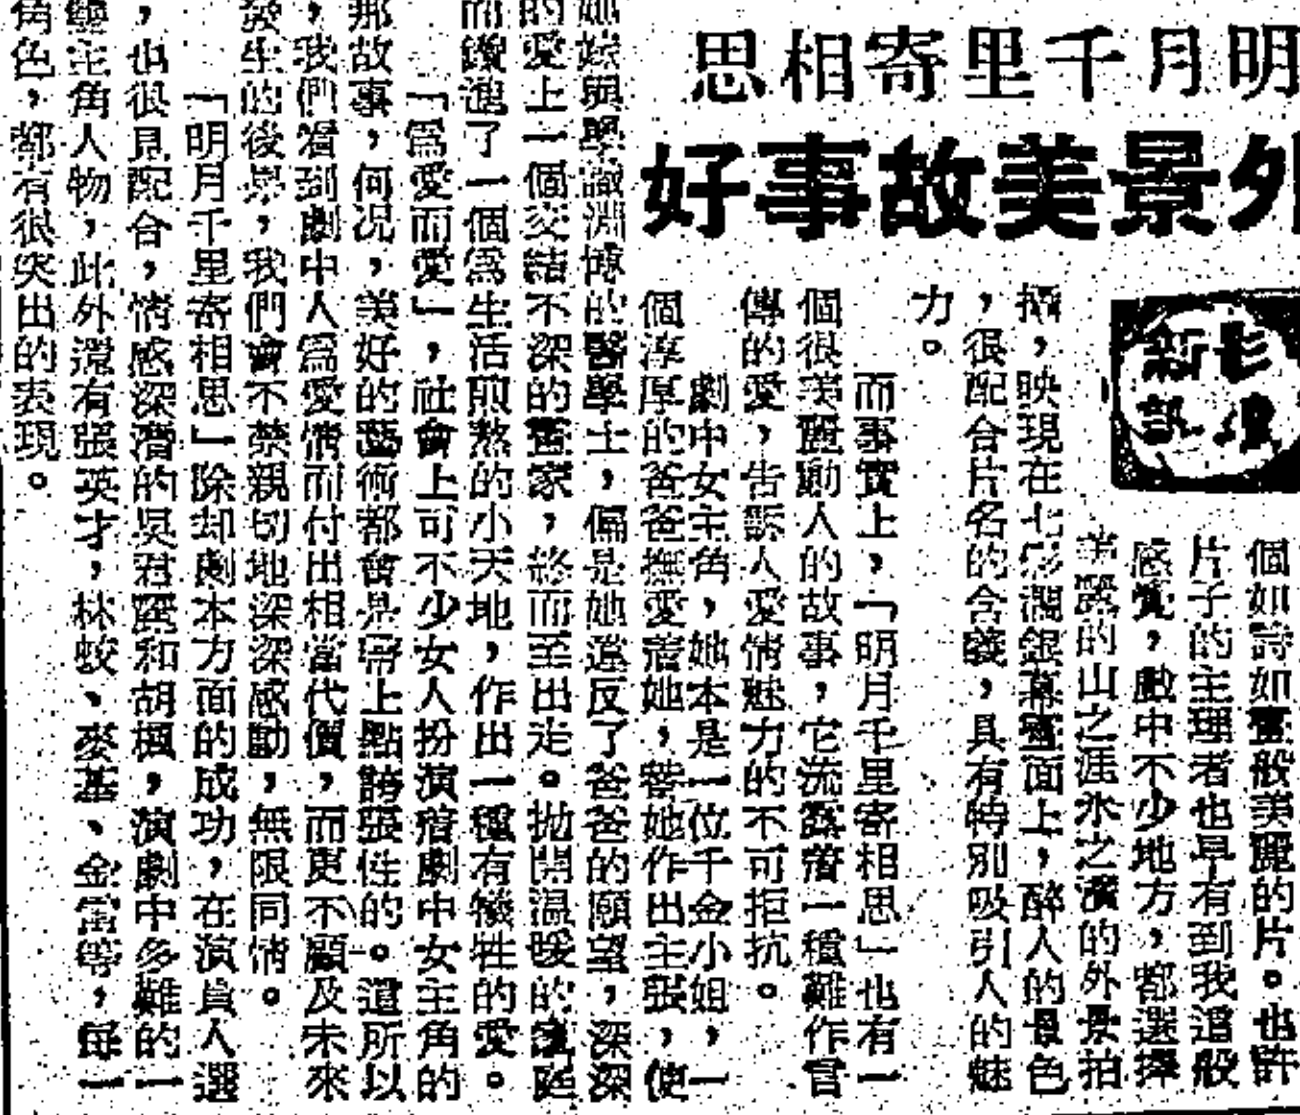 明月千里寄相思
外景美故事好
影壇新訊
個如詩如畫般美麗的片。也許
片子的主理者也早有到我這般
感覺,戲中不少地方,都選擇
美麗的山之涯水之濱的外景拍
攝,映現在七彩濶銀幕畫面上,醉人的景色
,很配合片名的含義,具有特別吸引人的魅
力。
而事實上,「明月千里寄相思」也有一
個很美麗動人的故事,它流露着一種難作言
傳的愛,告訴人愛情魅力的不可拒抗。
劇中女主角,她本是一位千金小姐,一
個淳厚的爸爸撫愛着她,替她作出主張,使
她嫁與學識淵博的醫學士,偏是她違反了爸爸的願望,深深
的愛上一個交結不深的畫家,終而至出走。拋開溫暖的家庭
而鑽進了一個爲生活煎熬的小天地,作出一種有犧牲的愛。
「爲愛而愛」,社會上可不少女人扮演着劇中女主角的
那故事,何况,美好的藝術都會是帶上點誇張性的。這所以
,我們看到劇中人爲愛情而付出相當代價,而更不顧及未來
發生的後果,我們會不禁親切地深深感動,無限同情。
「明月千里寄相思」除却劇本方面的成功,在演員人選
,也很見配合,情感深潛的吳君麗和胡楓,演劇中多難的一
雙主角人物,此外還有張英才,林蛟、麥基、金雷等,每一
角色,都有很突出的表現。